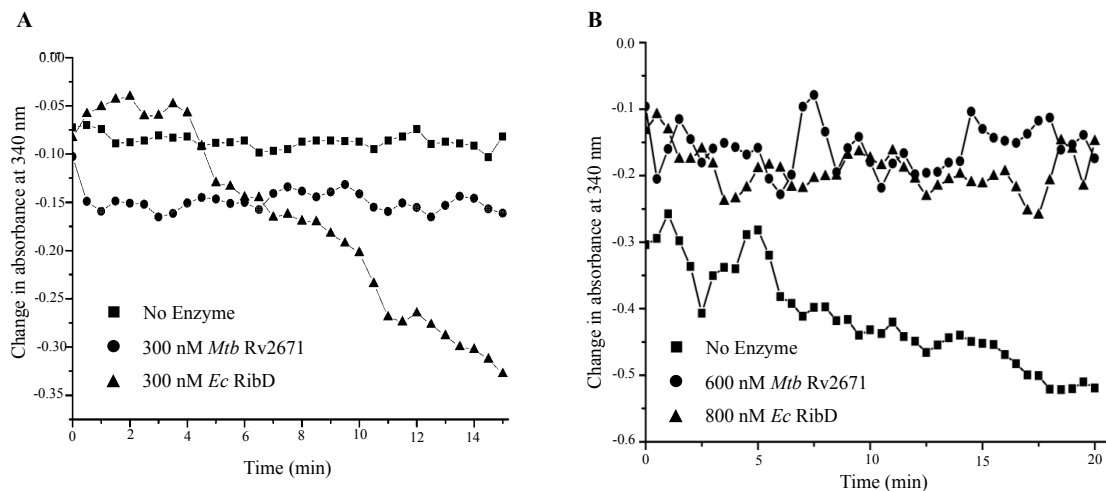 A
Change in absorbance at 340 nm
0.00
-0.05
-0.10
-0.15
-0.20
-0.25
-0.30
-0.35
No Enzyme
300 nM Mtb Rv2671
300 nM Ec RibD
0 2 4 6 8 10 12 14
Time (min)
B
Change in absorbance at 340 nm
0.0
-0.1
-0.2
-0.3
-0.4
-0.5
-0.6
No Enzyme
600 nM Mtb Rv2671
800 nM Ec RibD
0 5 10 15 20
Time (min)